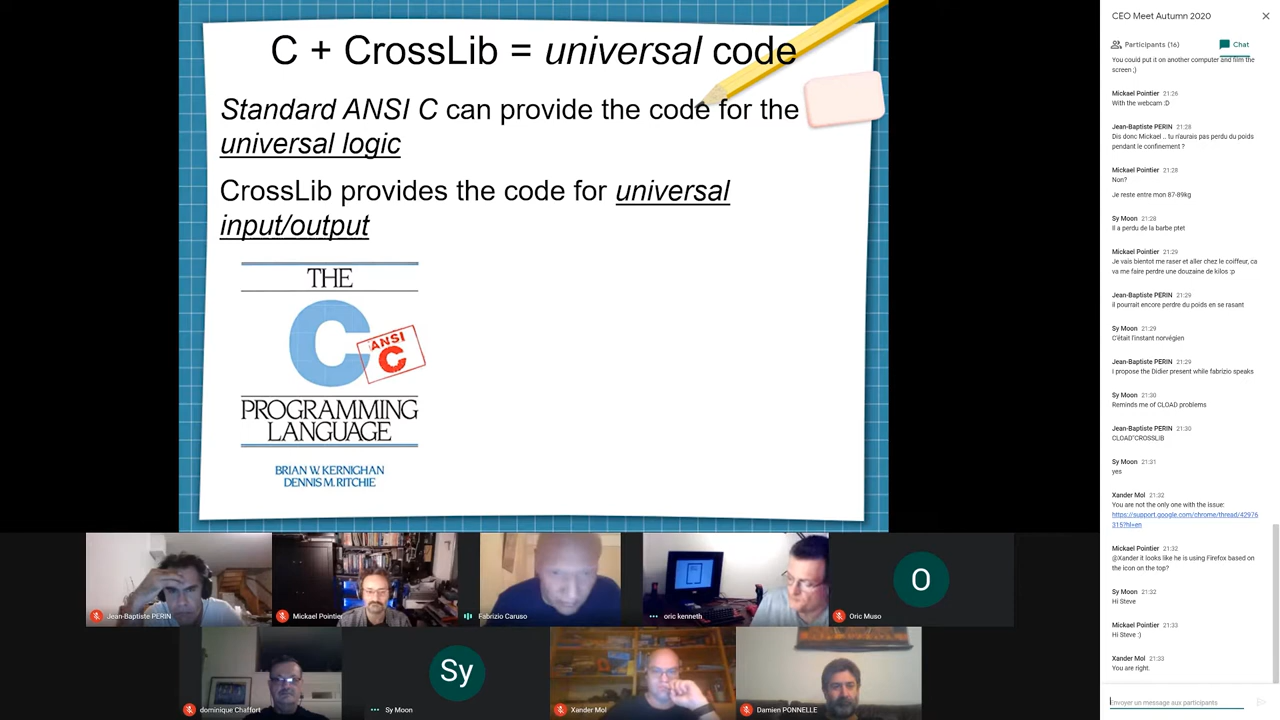 C + CrossLib = universal code
Standard ANSI C can provide the code for the
universal logic
CrossLib provides the code for universal
input/output
THE
C
ANSI
C
PROGRAMMING
LANGUAGE
BRIAN W. KERNIGHAN
DENNIS M. RITCHIE
Jean-Baptiste PERIN
Mickael Pointier
Fabrizio Caruso
oric kenneth
O
Oric Muso
dominique Chaffort
Sy
Sy Moon
Xander Mol
Damien PONNELLE
CEO Meet Autumn 2020
Participants (16)
Chat
You could put it on another computer and film the
screen ;)
Mickael Pointier 21:26
With the webcam :D
Jean-Baptiste PERIN 21:28
Dis donc Mickael .. tu n'aurais pas perdu du poids
pendant le confinement ?
Mickael Pointier 21:28
Non?
Je reste entre mon 87-89kg
Sy Moon 21:28
Il a perdu de la barbe ptet
Mickael Pointier 21:29
Je vais bientot me raser et aller chez le coiffeur, ca
va me faire perdre une douzaine de kilos :p
Jean-Baptiste PERIN 21:29
il pourrait encore perdre du poids en se rasant
Sy Moon 21:29
C'était l'instant norvégien
Jean-Baptiste PERIN 21:29
I propose the Didier present while fabrizio speaks
Sy Moon 21:30
Reminds me of CLOAD problems
Jean-Baptiste PERIN 21:30
CLOAD"CROSSLIB
Sy Moon 21:31
yes
Xander Mol 21:32
You are not the only one with the issue:
https://support.google.com/chrome/thread/42976
315?hl=en
Mickael Pointier 21:32
@Xander it looks like he is using Firefox based on
the icon on the top?
Sy Moon 21:32
Hi Steve
Mickael Pointier 21:33
Hi Steve :)
Xander Mol 21:33
You are right.
Envoyer un message aux participants